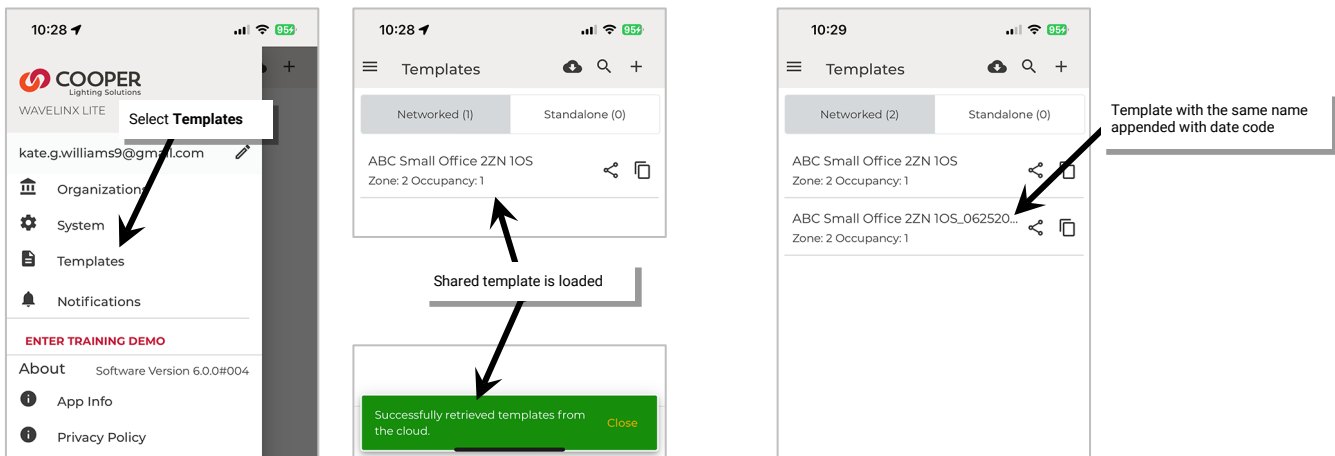 10:28
95
COOPER
Lighting Solutions
WAVELINX LITE
Select Templates
kate.g.williams9@gmail.com
Organizations
System
Templates
Notifications
ENTER TRAINING DEMO
About
Software Version 6.0.0#004
App Info
Privacy Policy
10:28
95
Templates
Networked (1)
Standalone (0)
ABC Small Office 2ZN 1OS
Zone: 2 Occupancy: 1
Shared template is loaded
Successfully retrieved templates from
the cloud.
Close
10:29
95
Templates
Networked (2)
Standalone (0)
ABC Small Office 2ZN 1OS
Zone: 2 Occupancy: 1
ABC Small Office 2ZN 1OS_062520...
Zone: 2 Occupancy: 1
Template with the same name
appended with date code